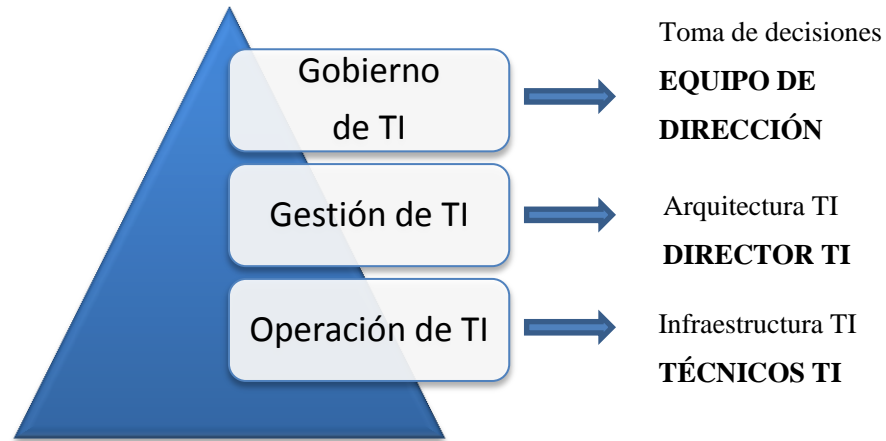 Gobierno
de TI
Toma de decisiones
EQUIPO DE
DIRECCIÓN
Gestión de TI
Arquitectura TI
DIRECTOR TI
Operación de TI
Infraestructura TI
TÉCNICOS TI